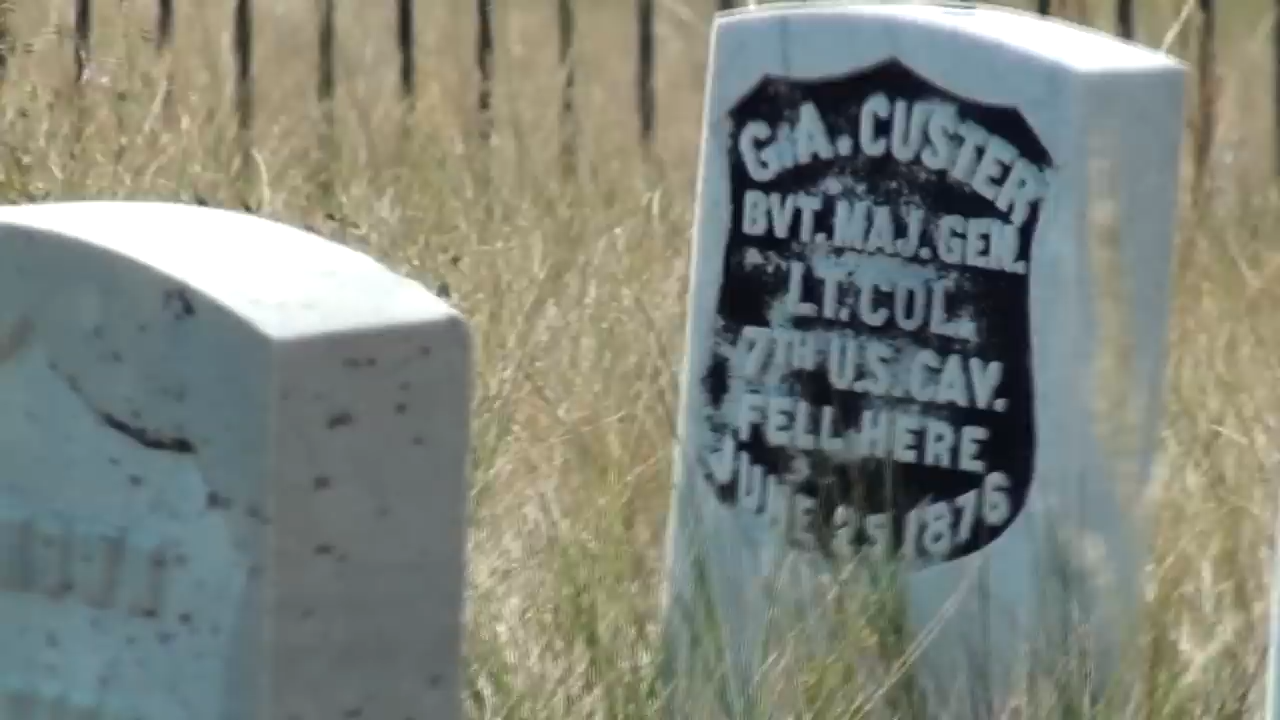 G.A. CUSTER
BVT. MAJ. GEN.
LT. COL.
7TH U.S. CAV.
FELL HERE
JUNE 25 1876